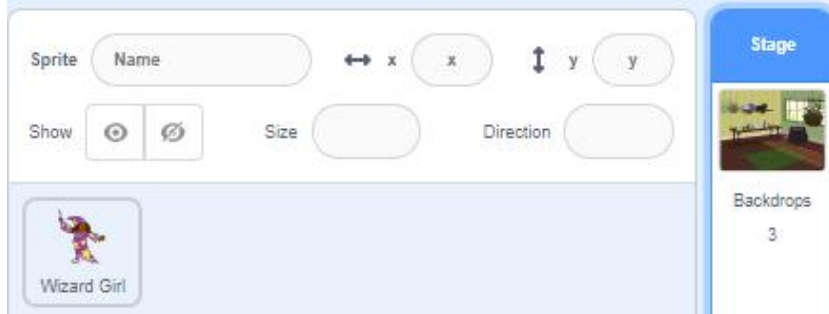 Sprite Name x x y y
Show Size Direction
Stage
Backdrops
3
Wizard Girl